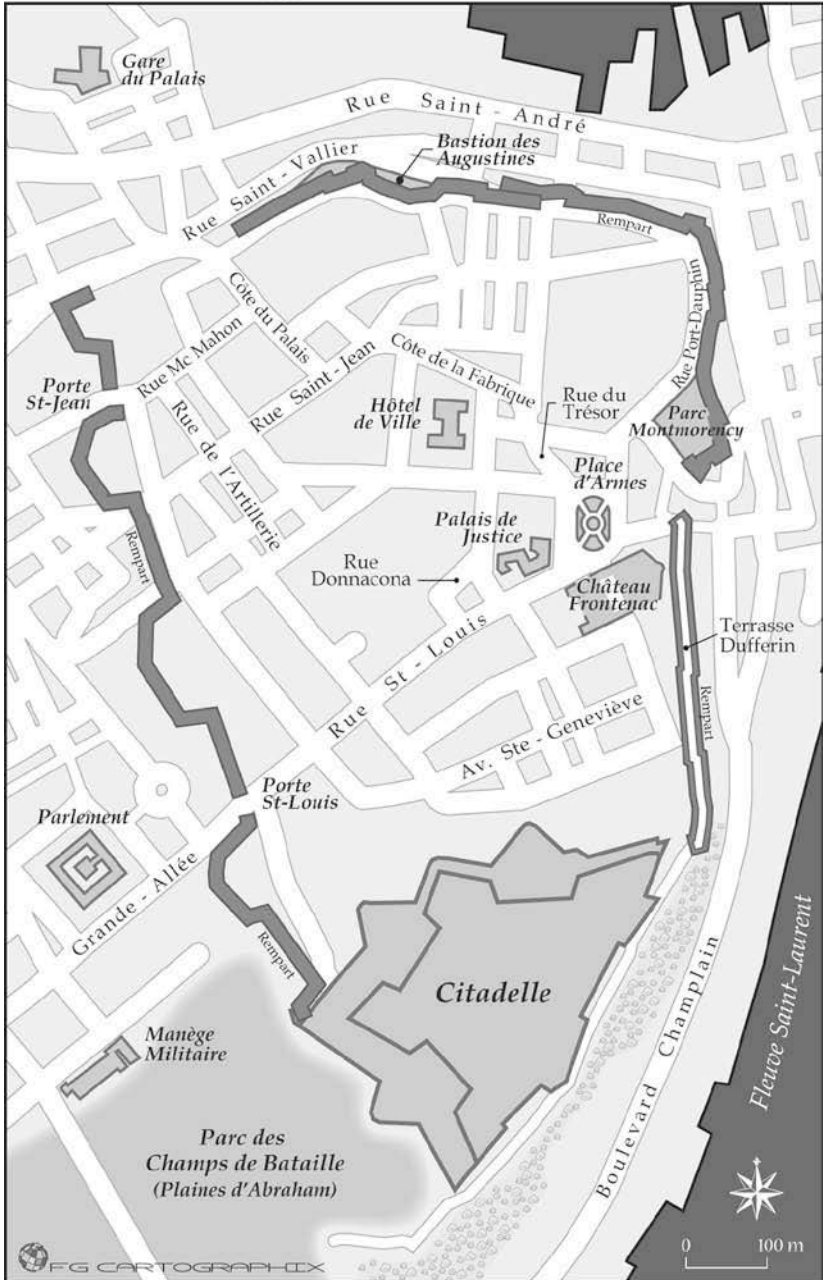 Gare
du Palais
Rue Saint - André
Rue Saint - Vallier
Bastion des
Augustines
Rempart
Rue Port-Dauphin
Côte du Palais
Rue Mc Mahon
Rue Saint-Jean
Côte de la Fabrique
Porte
St-Jean
Rue de l'Artillerie
Hôtel
de Ville
Rue du
Trésor
Parc
Montmorency
Place
d'Armes
Palais de
Justice
Rempart
Rue
Donnacona
Château
Frontenac
Terrasse
Dufferin
Rue St - Louis
Rempart
Av. Ste - Geneviève
Porte
St-Louis
Parlement
Grande - Allée
Rempart
Citadelle
Manège
Militaire
Boulevard Champlain
Fleuve Saint-Laurent
Parc des
Champs de Bataille
(Plaines d'Abraham)
0 100 m
FG CARTOGRAPHIX